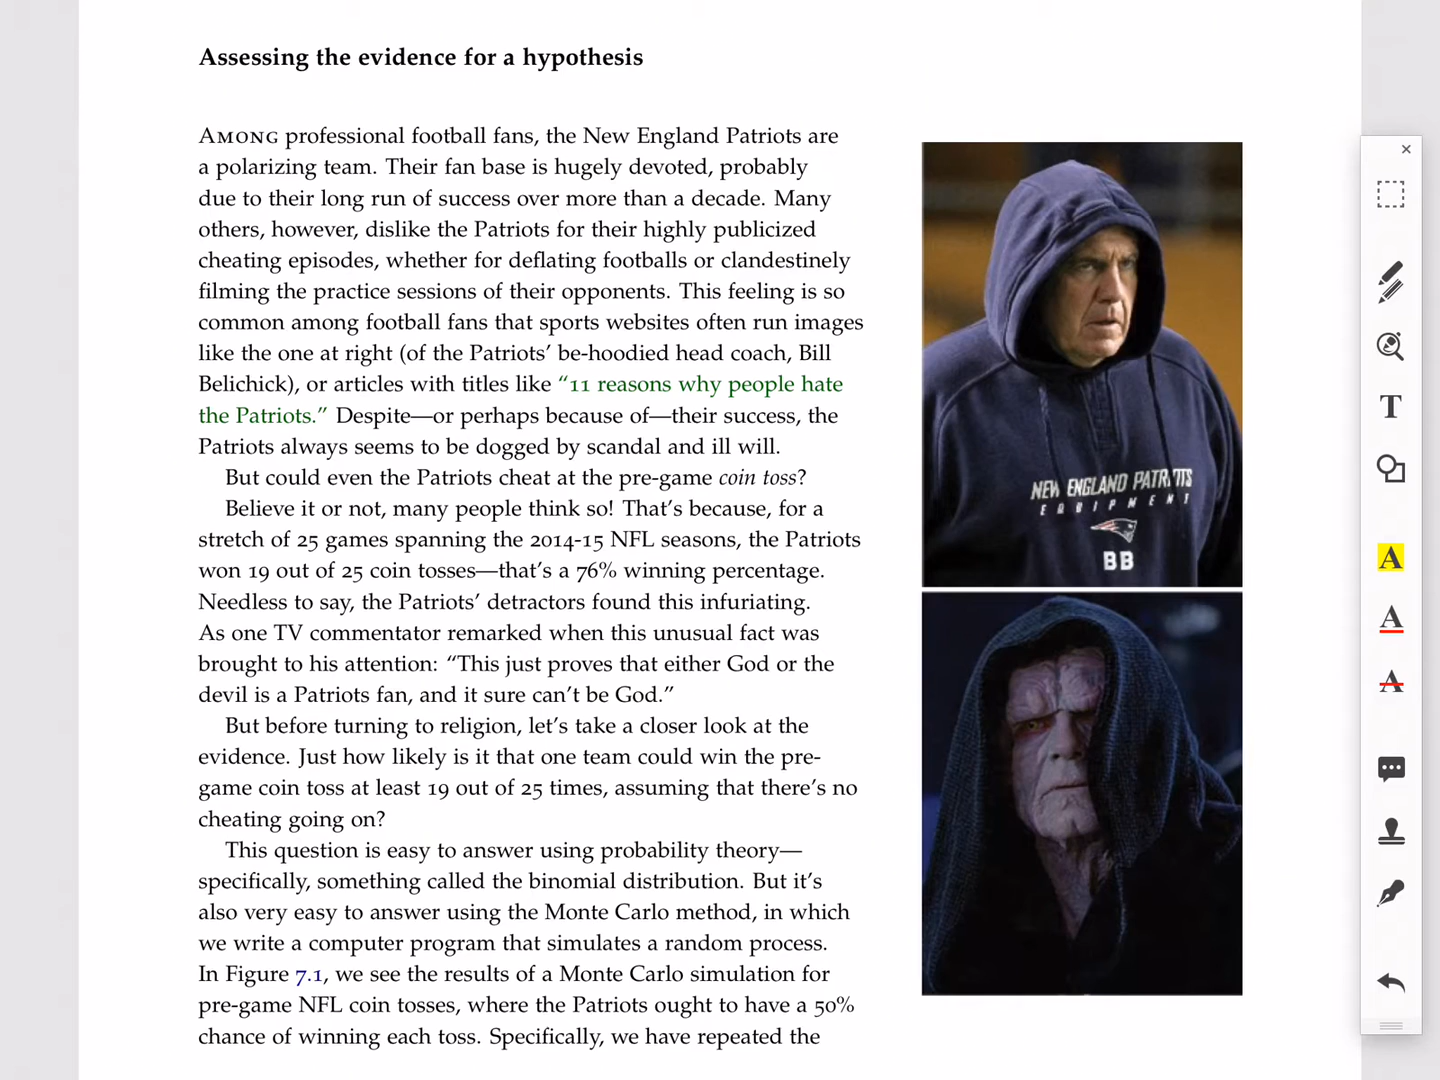 Assessing the evidence for a hypothesis
Among professional football fans, the New England Patriots are
a polarizing team. Their fan base is hugely devoted, probably
due to their long run of success over more than a decade. Many
others, however, dislike the Patriots for their highly publicized
cheating episodes, whether for deflating footballs or clandestinely
filming the practice sessions of their opponents. This feeling is so
common among football fans that sports websites often run images
like the one at right (of the Patriots’ be-hoodied head coach, Bill
Belichick), or articles with titles like “11 reasons why people hate
the Patriots.” Despite—or perhaps because of—their success, the
Patriots always seems to be dogged by scandal and ill will.
But could even the Patriots cheat at the pre-game coin toss?
Believe it or not, many people think so! That’s because, for a
stretch of 25 games spanning the 2014-15 NFL seasons, the Patriots
won 19 out of 25 coin tosses—that’s a 76% winning percentage.
Needless to say, the Patriots’ detractors found this infuriating.
As one TV commentator remarked when this unusual fact was
brought to his attention: “This just proves that either God or the
devil is a Patriots fan, and it sure can’t be God.”
But before turning to religion, let’s take a closer look at the
evidence. Just how likely is it that one team could win the pre-
game coin toss at least 19 out of 25 times, assuming that there’s no
cheating going on?
This question is easy to answer using probability theory—
specifically, something called the binomial distribution. But it’s
also very easy to answer using the Monte Carlo method, in which
we write a computer program that simulates a random process.
In Figure 7.1, we see the results of a Monte Carlo simulation for
pre-game NFL coin tosses, where the Patriots ought to have a 50%
chance of winning each toss. Specifically, we have repeated the
NEW ENGLAND PATRIOTS
EQUIPMENT
BB
T
A
A
A